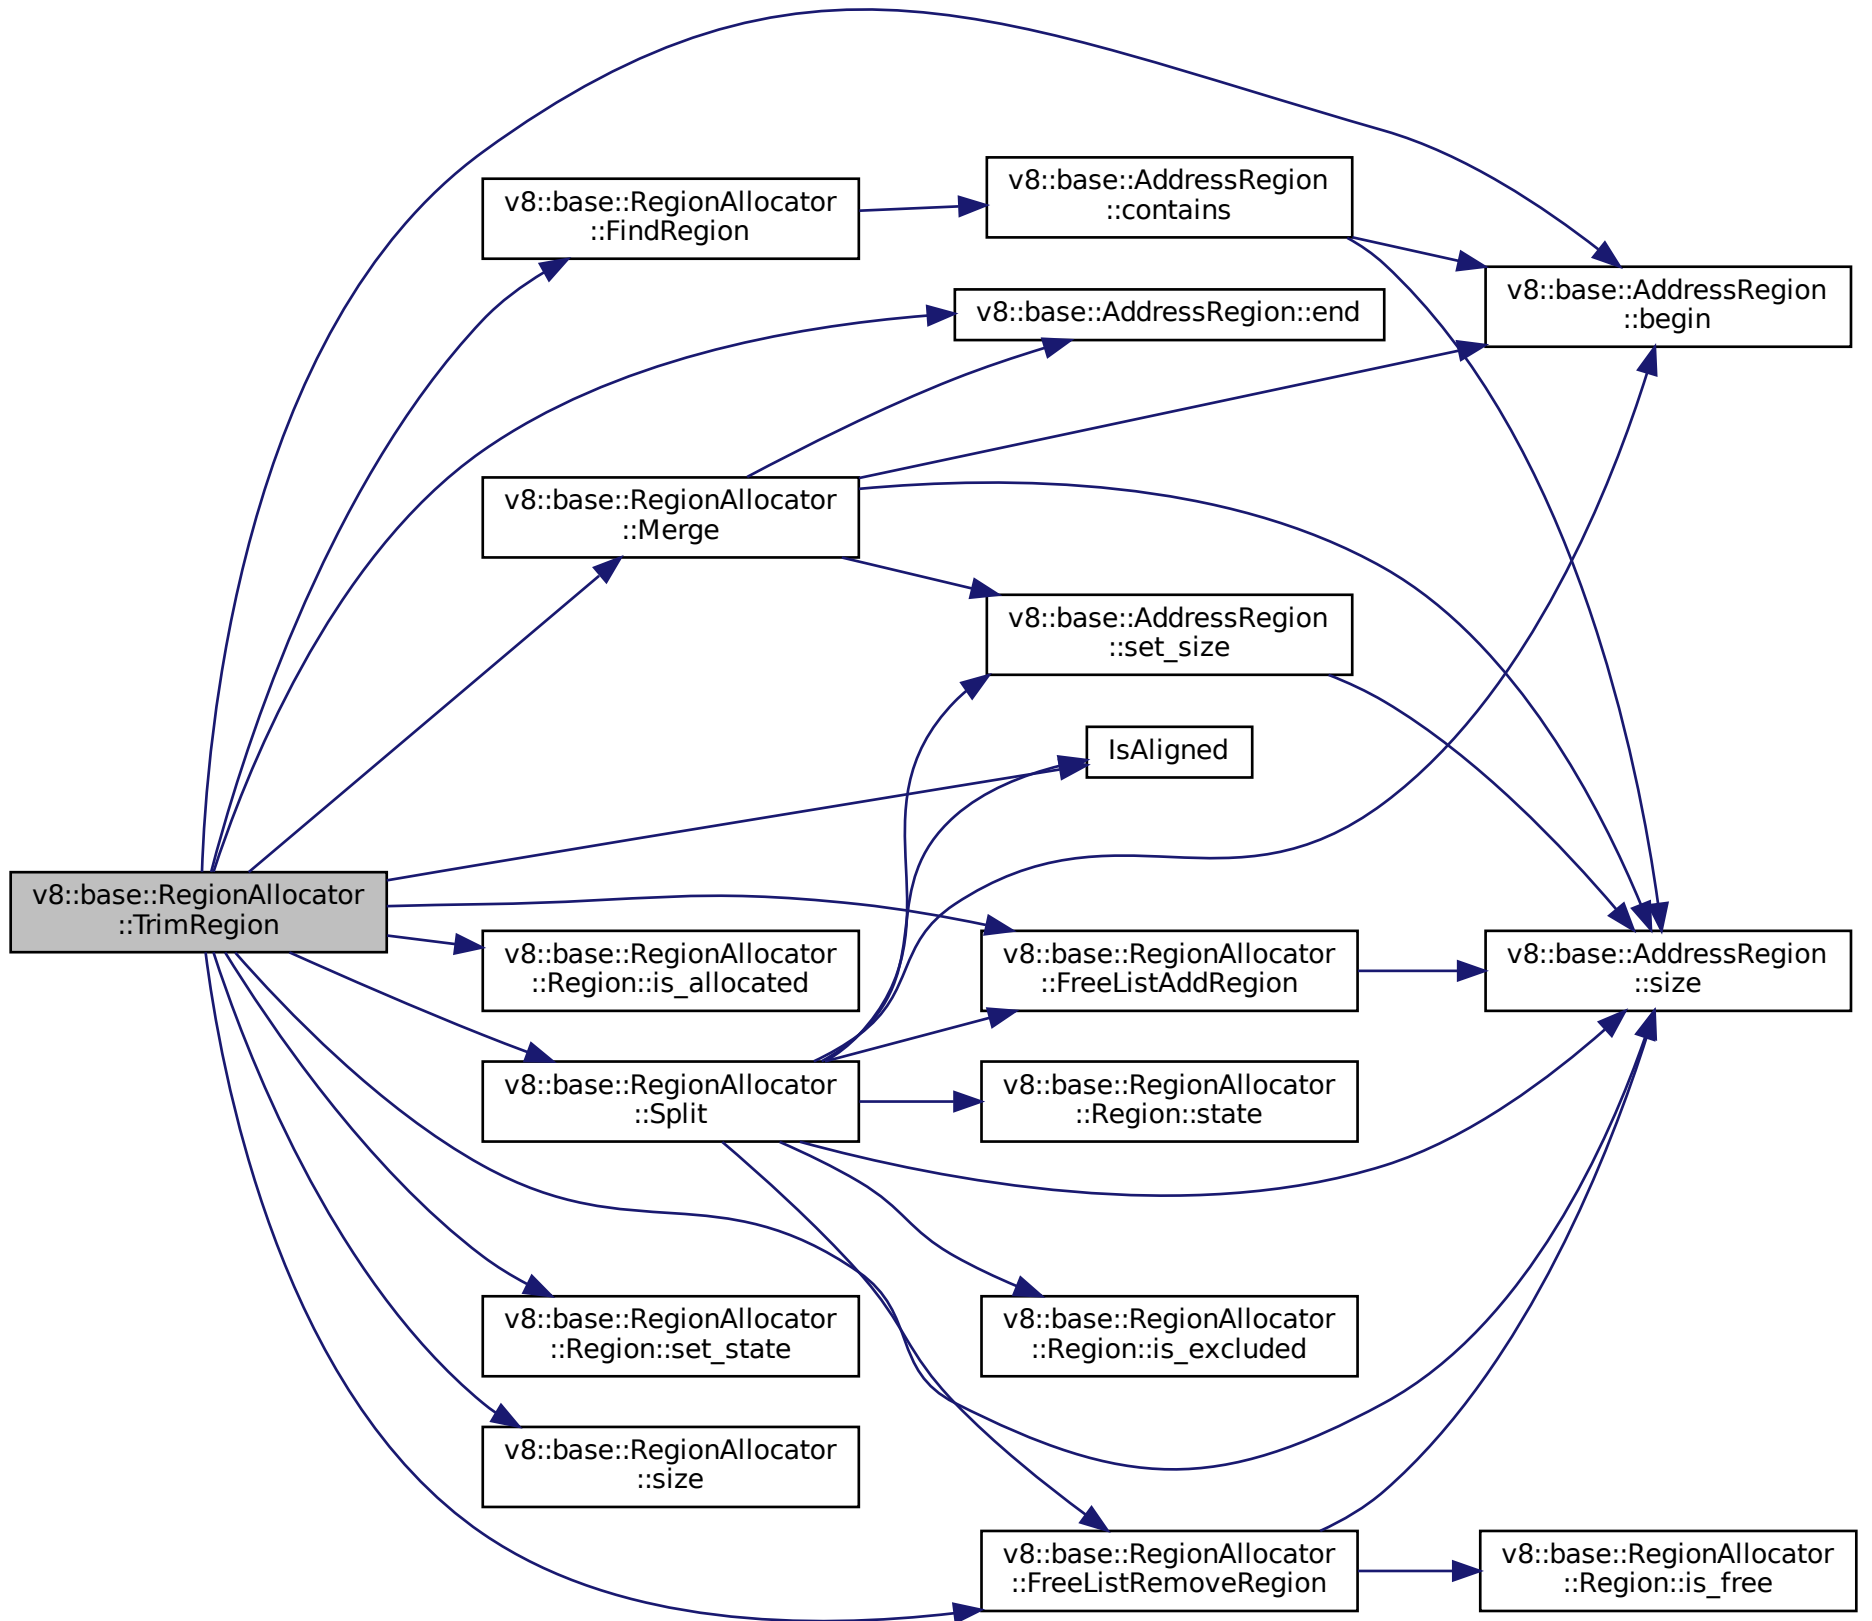 v8::base::RegionAllocator
::TrimRegion
v8::base::RegionAllocator
::FindRegion
v8::base::AddressRegion
::contains
v8::base::AddressRegion
::begin
v8::base::AddressRegion::end
v8::base::RegionAllocator
::Merge
v8::base::AddressRegion
::set_size
IsAligned
v8::base::RegionAllocator
::Region::is_allocated
v8::base::RegionAllocator
::FreeListAddRegion
v8::base::AddressRegion
::size
v8::base::RegionAllocator
::Split
v8::base::RegionAllocator
::Region::state
v8::base::RegionAllocator
::Region::set_state
v8::base::RegionAllocator
::Region::is_excluded
v8::base::RegionAllocator
::size
v8::base::RegionAllocator
::FreeListRemoveRegion
v8::base::RegionAllocator
::Region::is_free